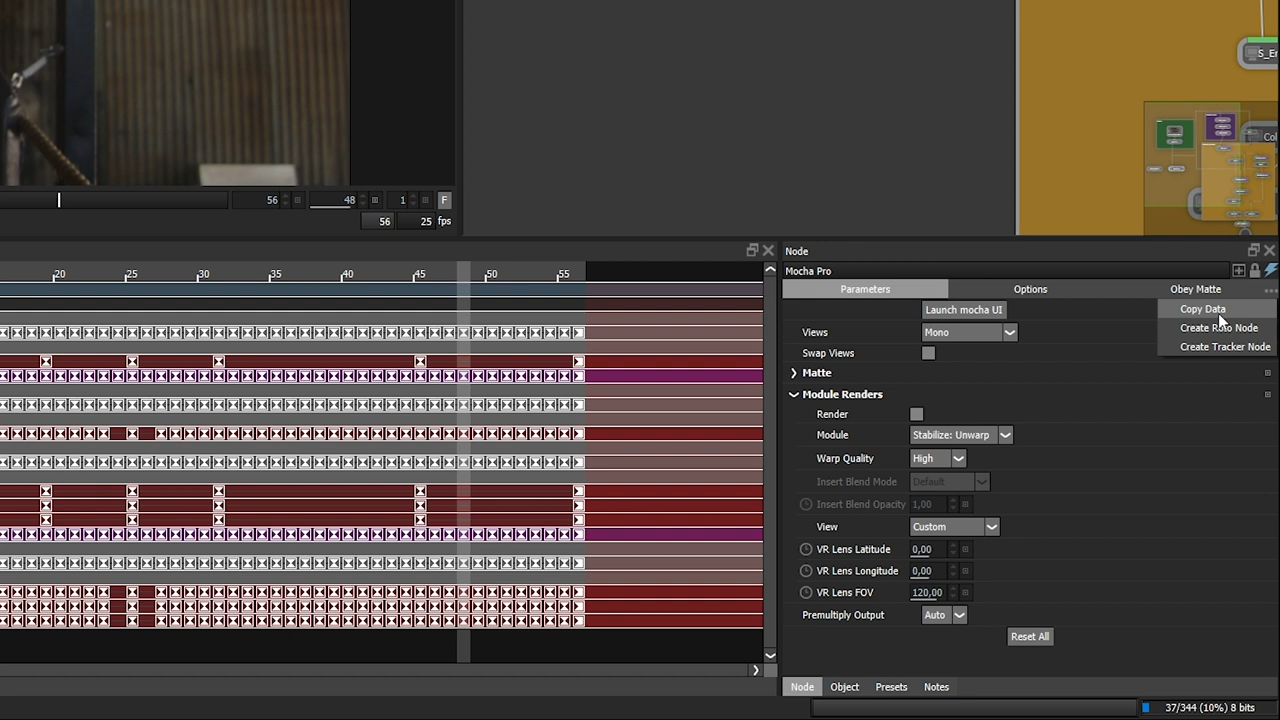 S_Er
Col
56 48 1 F
56 25 fps
20 25 30 35 40 45 50 55
Node
Mocha Pro
Parameters Options Obey Matte
Launch mocha UI
Copy Data
Create Roto Node
Create Tracker Node
Views Mono
Swap Views
Matte
Module Renders
Render
Module Stabilize: Unwarp
Warp Quality High
Insert Blend Mode Default
Insert Blend Opacity 1,00
View Custom
VR Lens Latitude 0,00
VR Lens Longitude 0,00
VR Lens FOV 120,00
Premultiply Output Auto
Reset All
Node Object Presets Notes
37/344 (10%) 8 bits